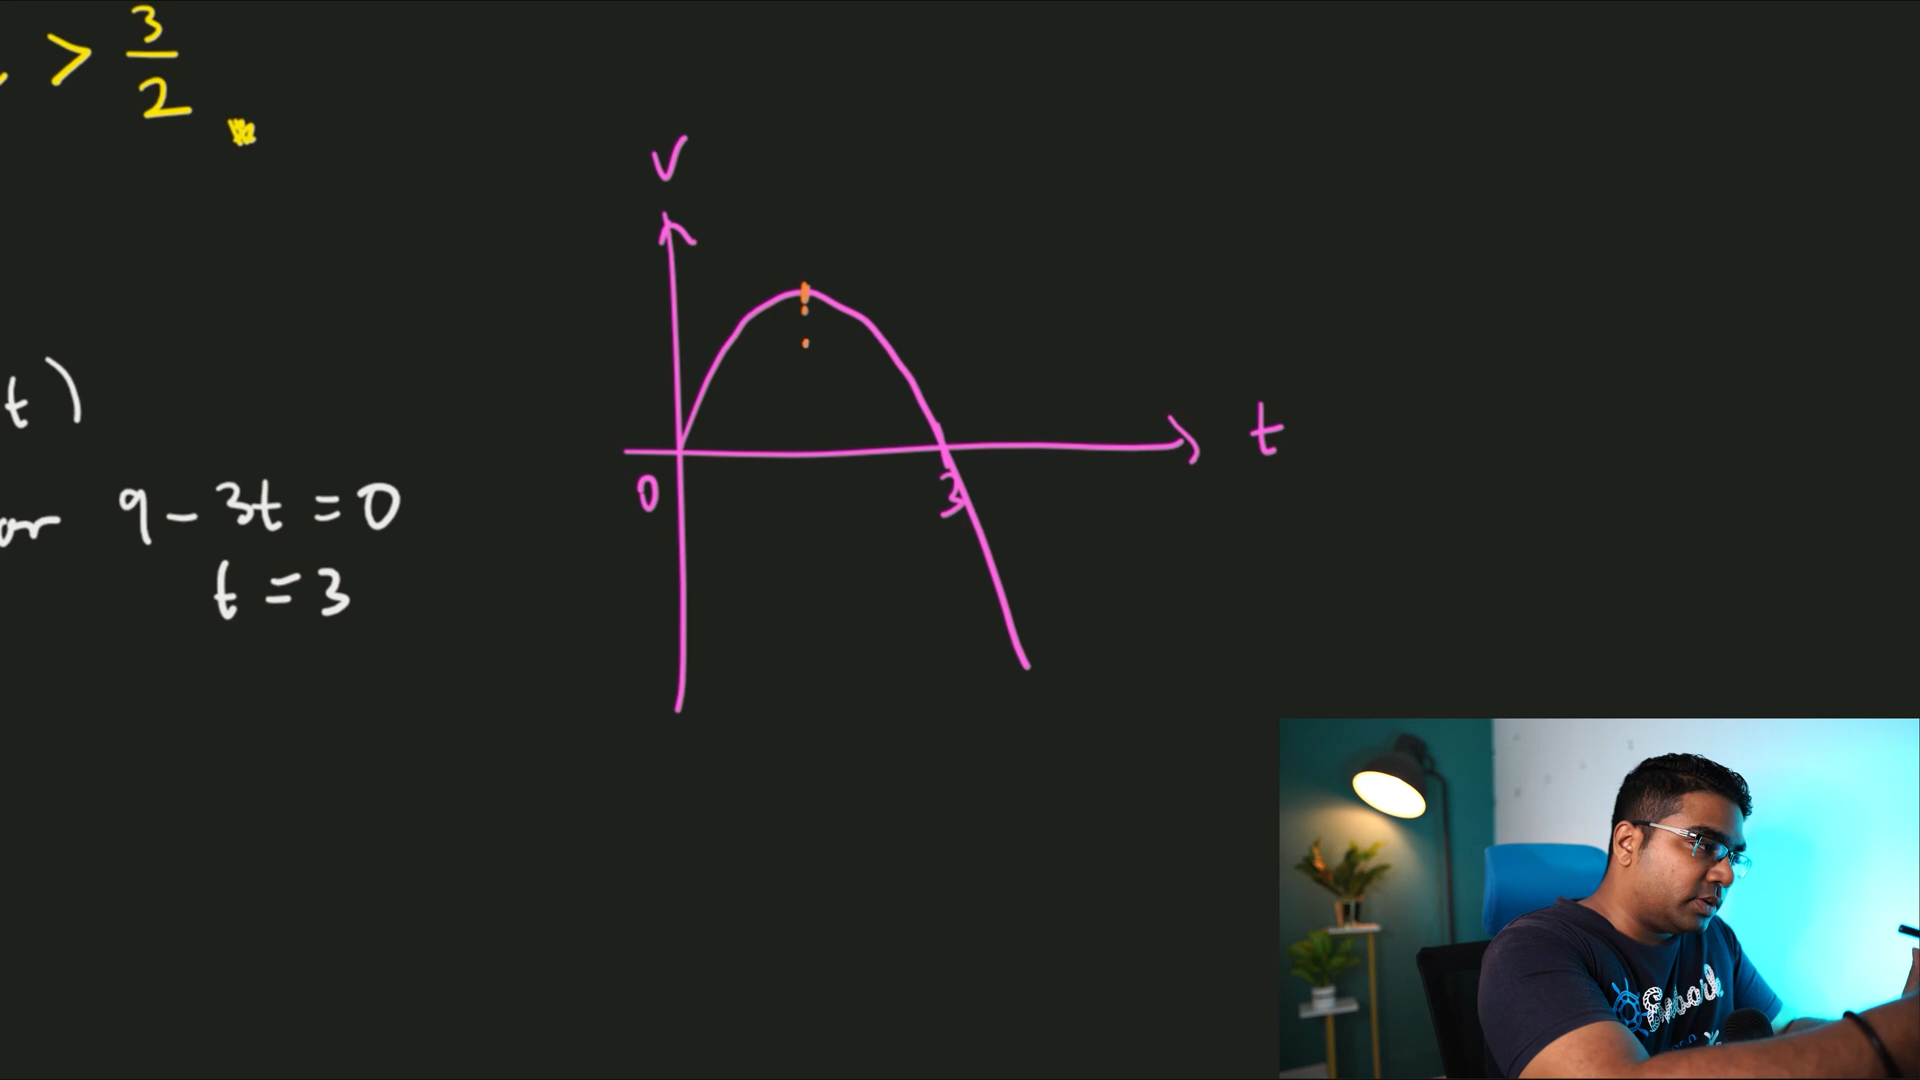 > 3/2
t)
or 9 - 3t = 0
t = 3
v
t
0
3